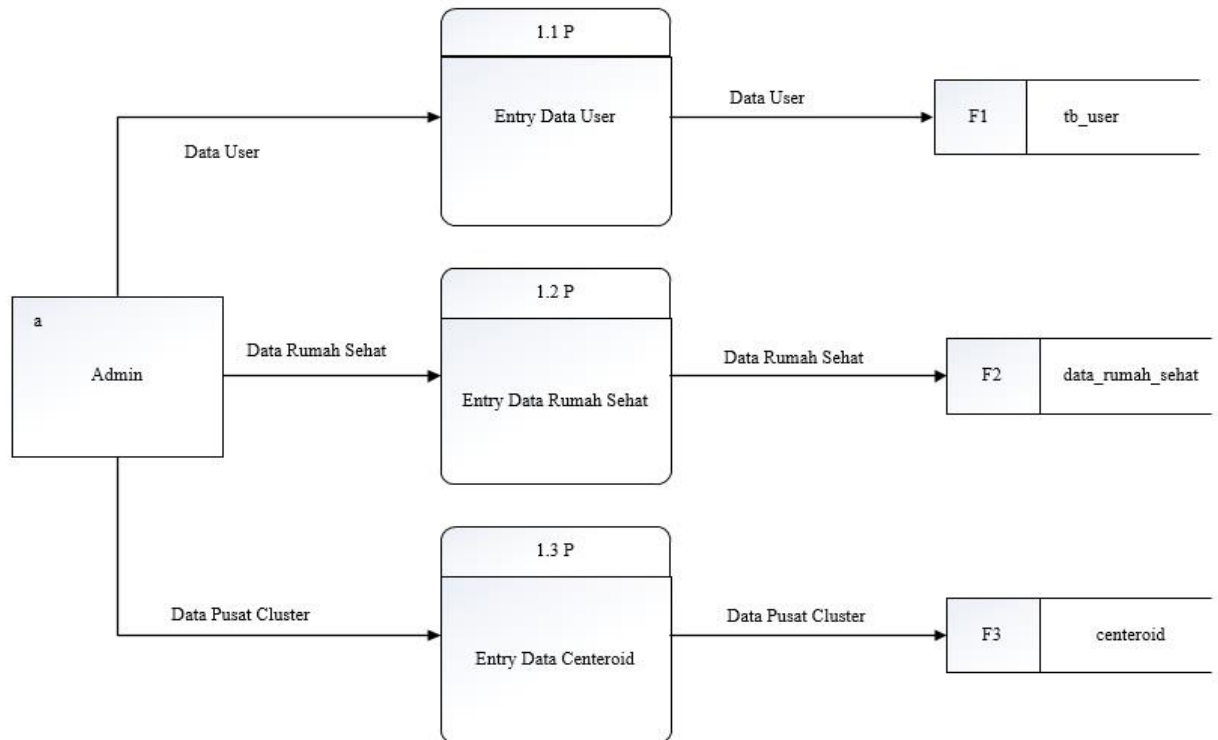 1.1 P
Entry Data User
Data User
Data User
F1
tb_user
a
Admin
1.2 P
Entry Data Rumah Sehat
Data Rumah Sehat
Data Rumah Sehat
F2
data_rumah_sehat
1.3 P
Entry Data Centeroid
Data Pusat Cluster
Data Pusat Cluster
F3
centeroid